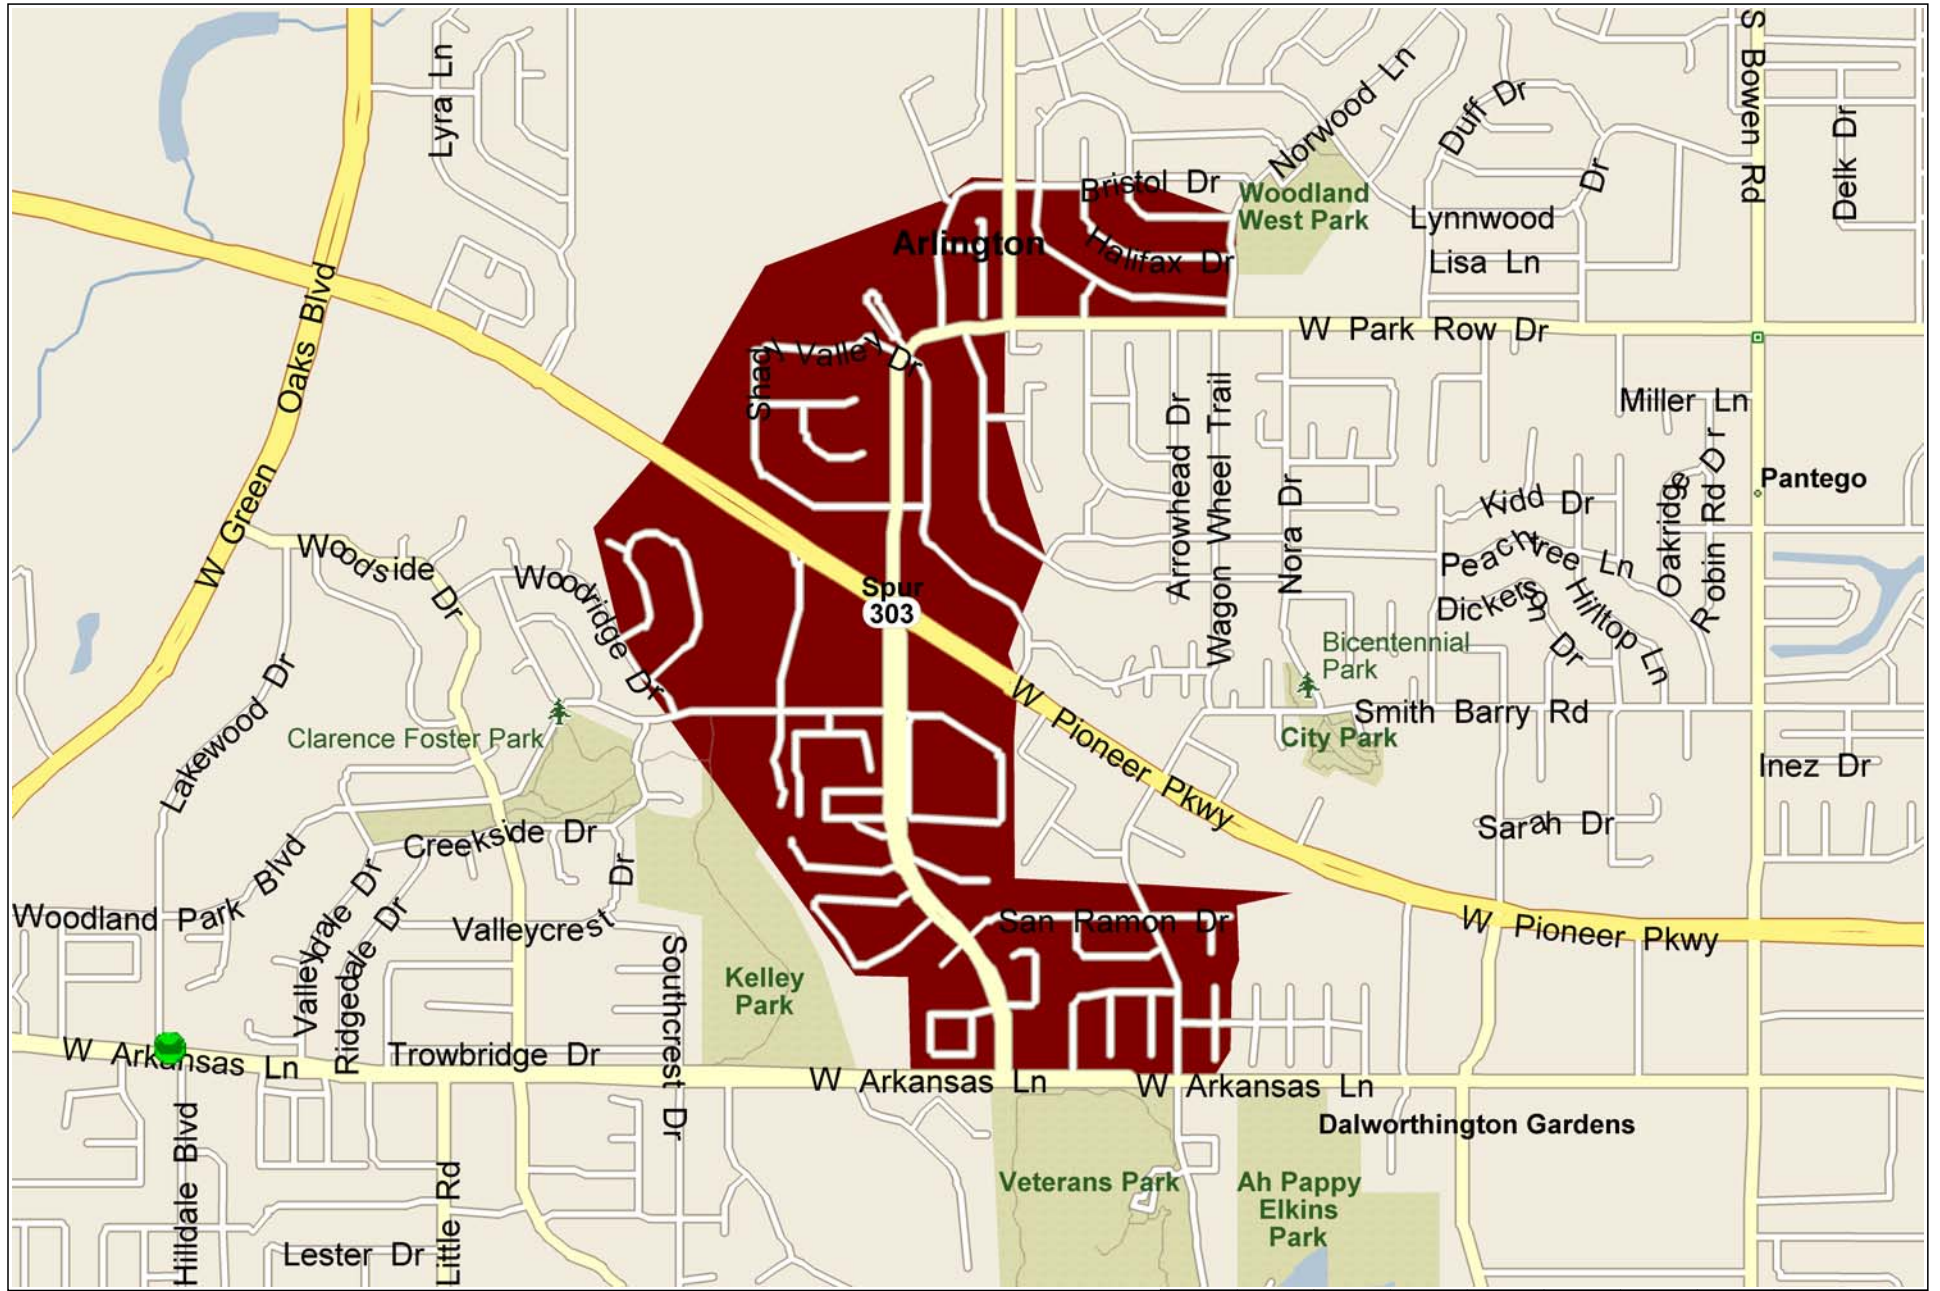 Lyra Ln
Norwood Ln
Duff Dr
S Bowen Rd
Delk Dr
Bristol Dr
Woodland
West Park
Dr
Lynnwood
Arlington
Halifax Dr
Lisa Ln
W Green Oaks Blvd
W Park Row Dr
Shady Valley Dr
Arrowhead Dr
Wagon Wheel Trail
Miller Ln
Nora Dr
Kidd Dr
Oakridge
Robin Rd Dr
Pantego
Woodside Dr
Woodridge Dr
Peachtree Ln
Spur
303
Dickerson Dr
Hilltop Ln
Bicentennial
Park
Lakewood Dr
Clarence Foster Park
W Pioneer Pkwy
Smith Barry Rd
City Park
Inez Dr
Creekside Dr
Sarah Dr
Woodland Park Blvd
Valleydale Dr
Ridgedale Dr
Valleycrest Dr
San Ramon Dr
W Pioneer Pkwy
Southcrest Dr
Kelley
Park
W Arkansas Ln
Trowbridge Dr
W Arkansas Ln
W Arkansas Ln
Dalworthington Gardens
Hilldale Blvd
Little Rd
Veterans Park
Ah Pappy
Elkins
Park
Lester Dr